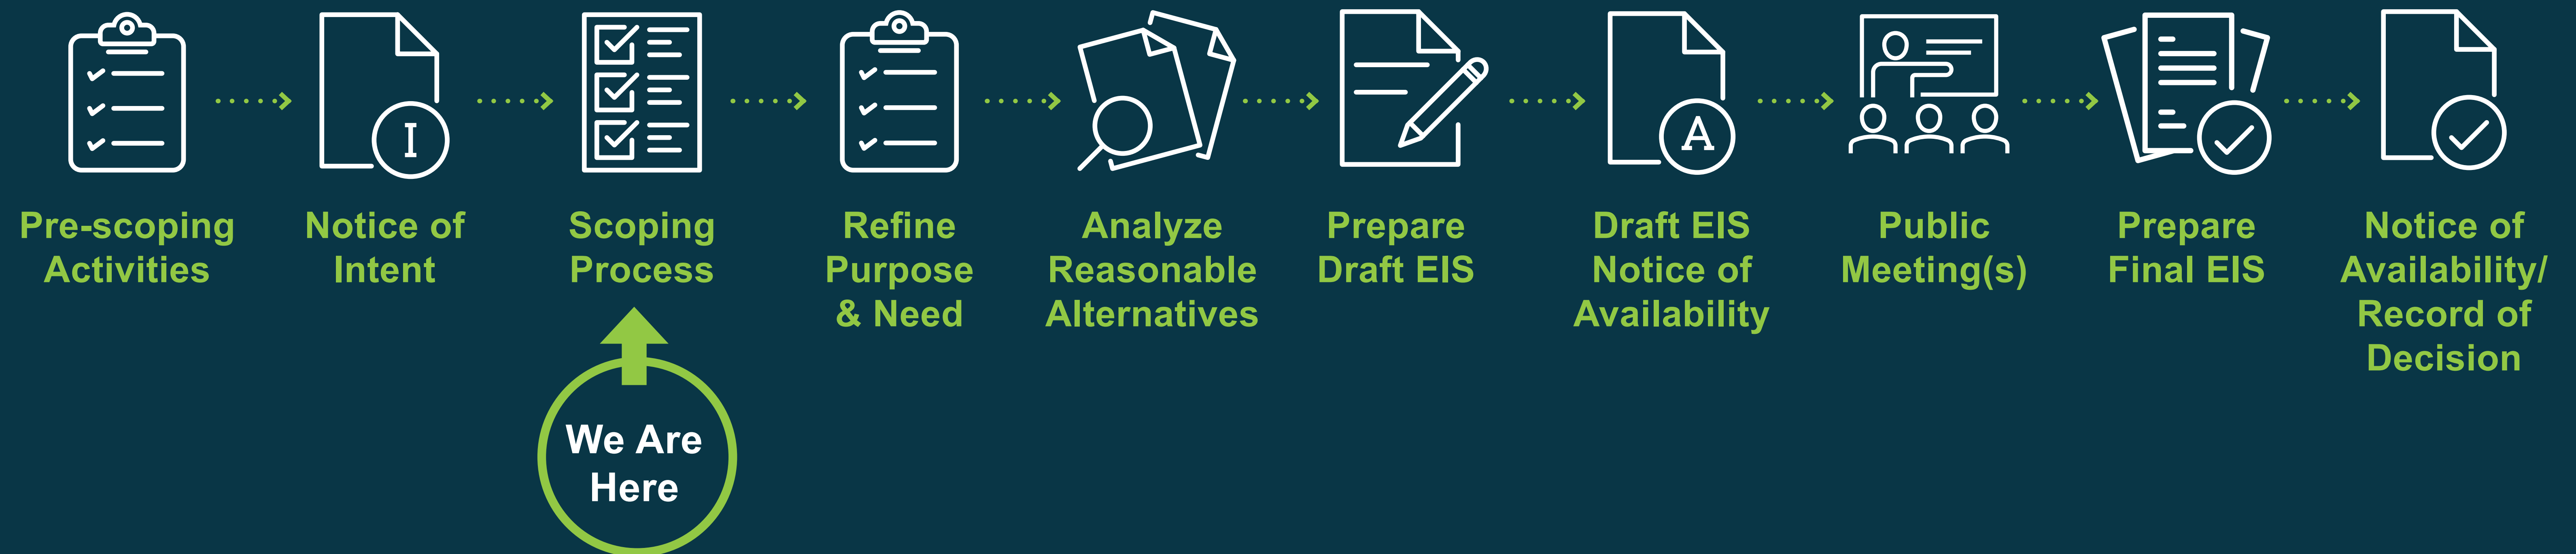 I
A
Pre-scoping
Activities
Notice of
Intent
Scoping
Process
Refine
Purpose
& Need
Analyze
Reasonable
Alternatives
Prepare
Draft EIS
Draft EIS
Notice of
Availability
Public
Meeting(s)
Prepare
Final EIS
Notice of
Availability/
Record of
Decision
We Are
Here